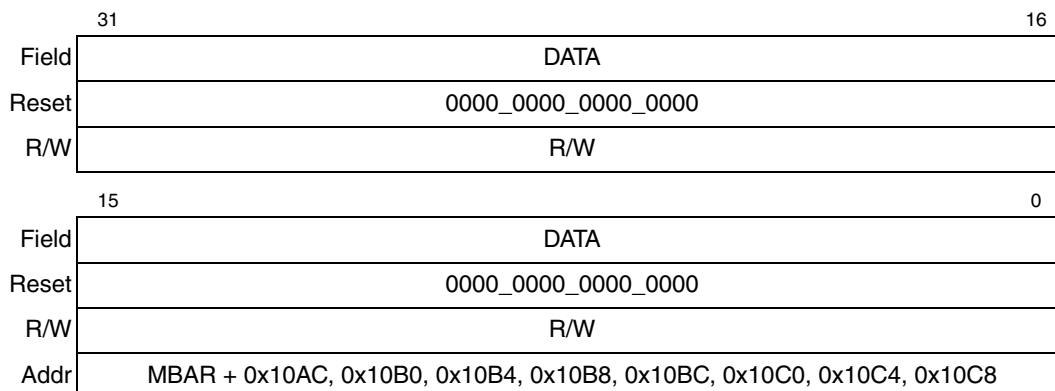 31 16
Field DATA
Reset 0000_0000_0000_0000
R/W R/W
15 0
Field DATA
Reset 0000_0000_0000_0000
R/W R/W
Addr MBAR + 0x10AC, 0x10B0, 0x10B4, 0x10B8, 0x10BC, 0x10C0, 0x10C4, 0x10C8